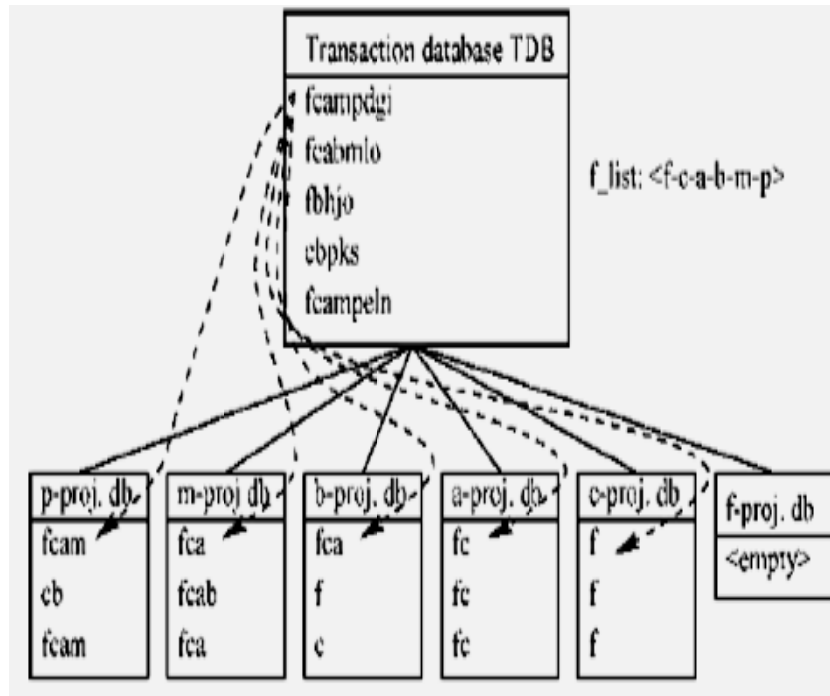 Transaction database TDB
fcampdgi
fcabmlo
fbhjo
cbpks
fcampeln
f_list: <f-c-a-b-m-p>
p-proj. db
fcam
cb
fcam
m-proj db
fca
fcab
fca
b-proj. db
fca
f
c
a-proj. db
fc
fc
fc
c-proj. db
f
f
f
f-proj. db
<empty>